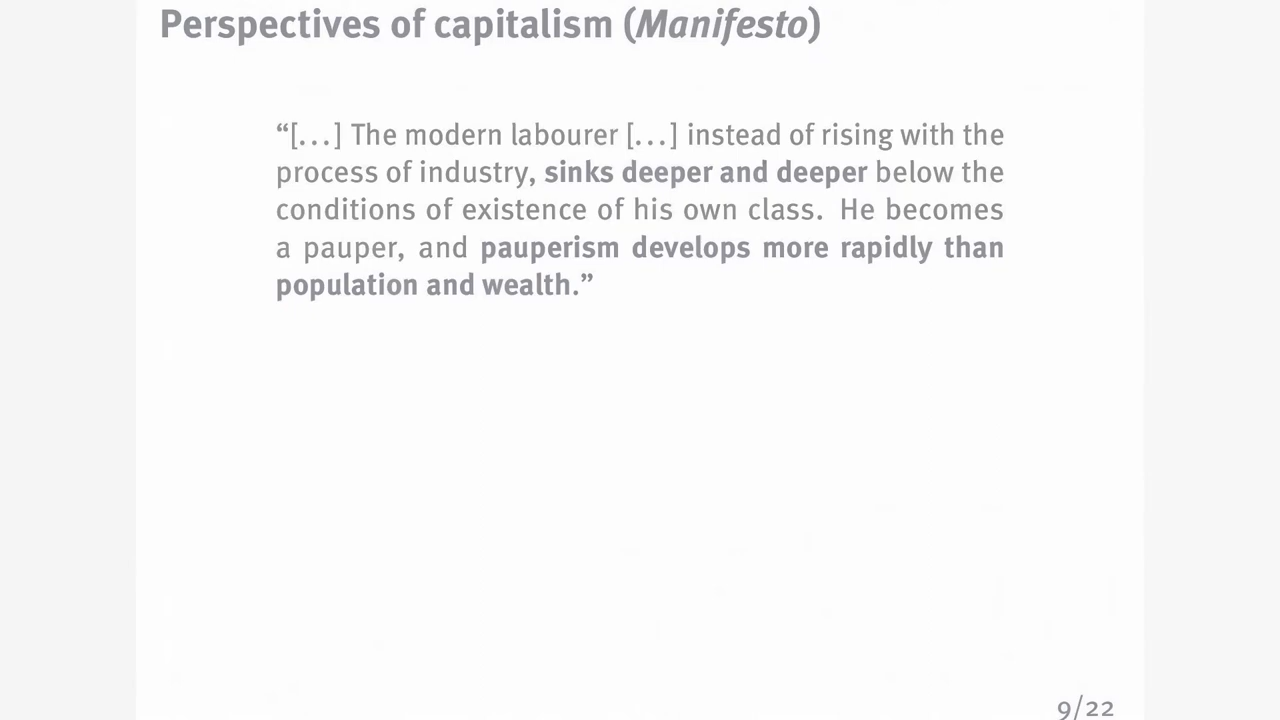 Perspectives of capitalism (Manifesto)
“[...] The modern labourer [...] instead of rising with the
process of industry, sinks deeper and deeper below the
conditions of existence of his own class. He becomes
a pauper, and pauperism develops more rapidly than
population and wealth.”
9/22